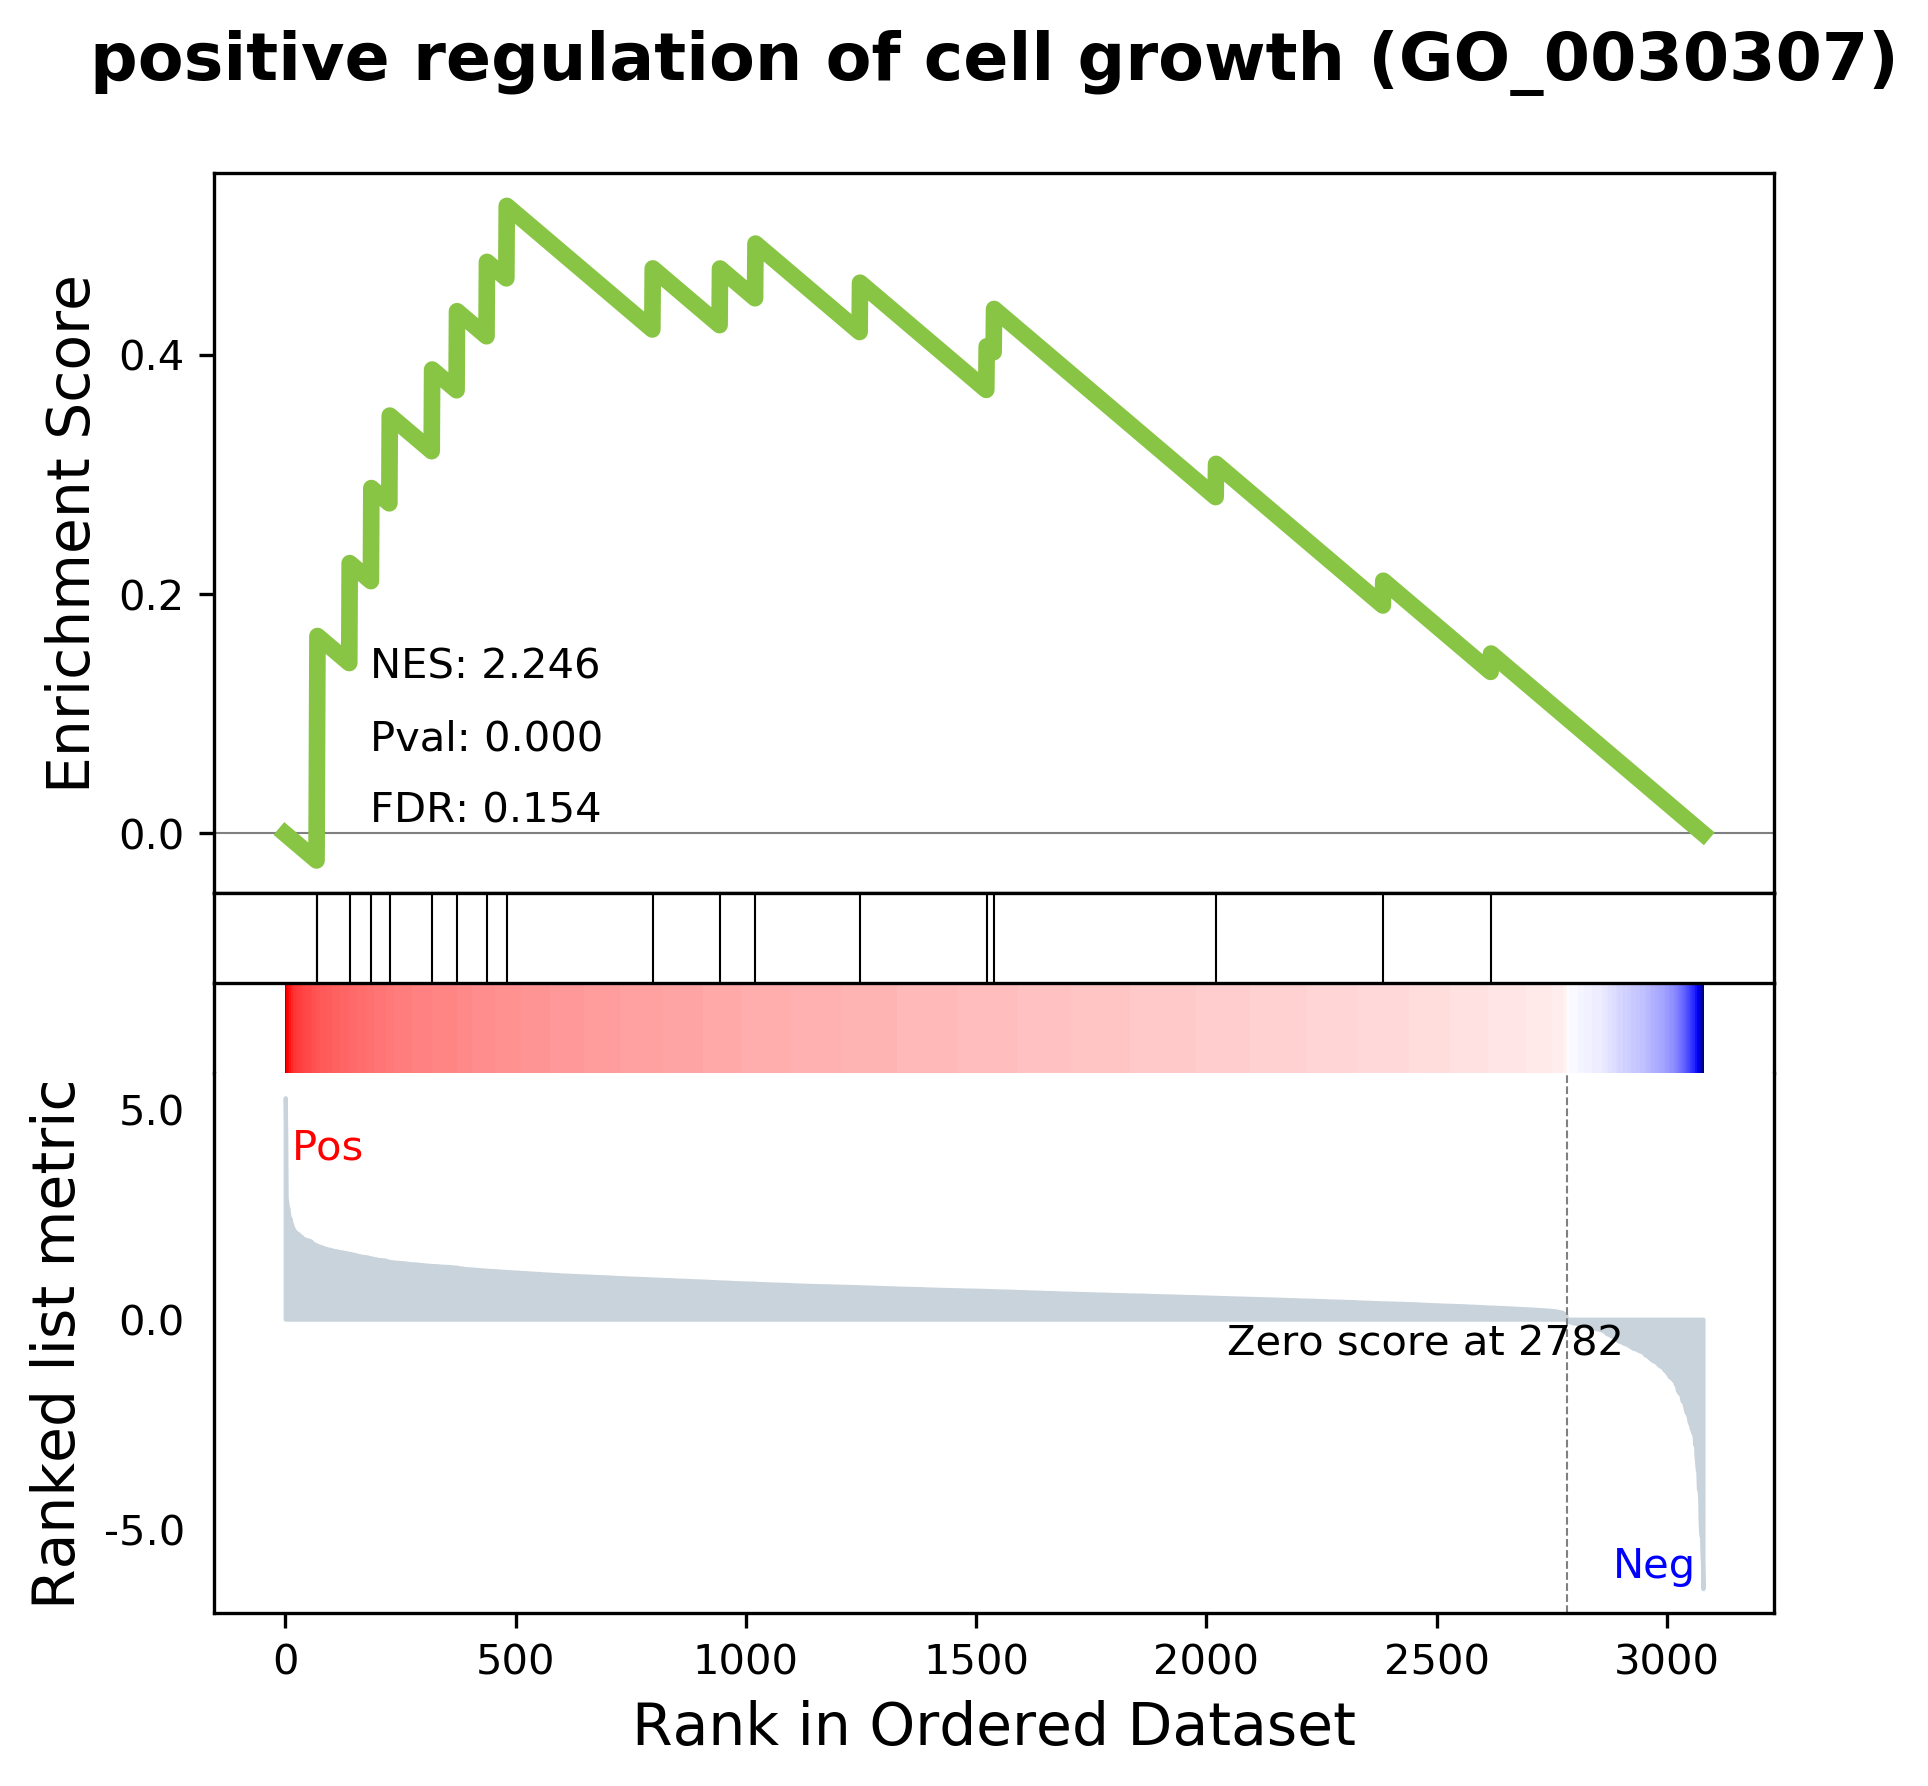 positive regulation of cell growth (GO_0030307)
Enrichment Score
0.4
0.2
0.0
NES: 2.246
Pval: 0.000
FDR: 0.154
Ranked list metric
5.0
0.0
-5.0
Pos
Zero score at 2782
Neg
0 500 1000 1500 2000 2500 3000
Rank in Ordered Dataset